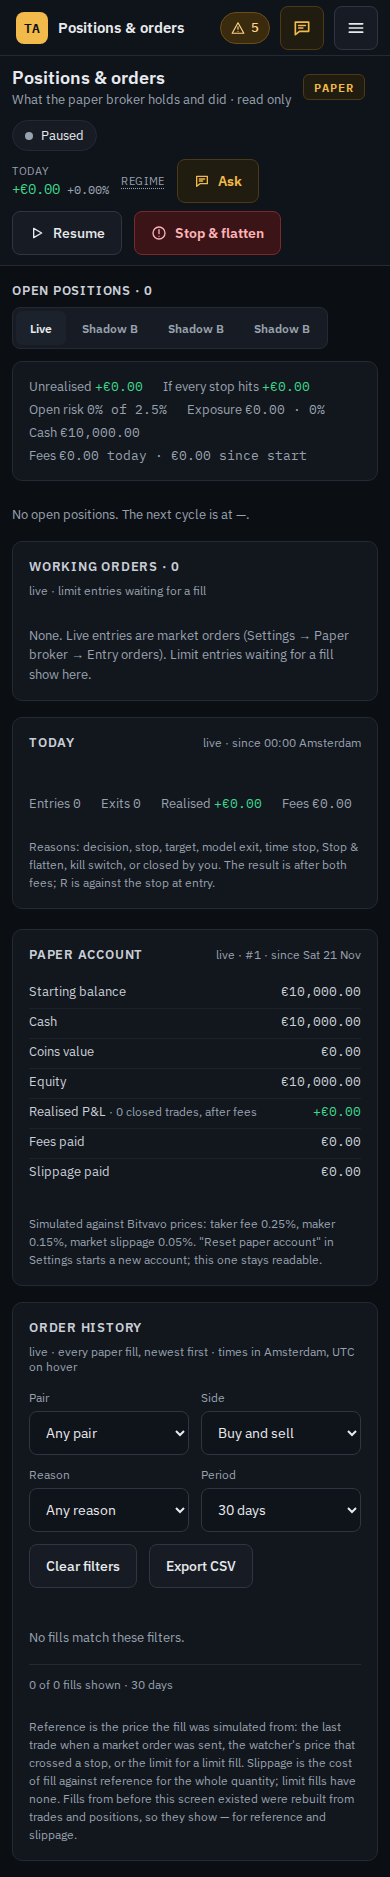 TA Positions & orders 5
Positions & orders
What the paper broker holds and did · read only PAPER
Paused
TODAY
+€0.00 +0.00% REGIME Ask
Resume Stop & flatten
OPEN POSITIONS · 0
Live Shadow B Shadow B Shadow B
Unrealised +€0.00 If every stop hits +€0.00
Open risk 0% of 2.5% Exposure €0.00 · 0%
Cash €10,000.00
Fees €0.00 today · €0.00 since start
No open positions. The next cycle is at —.
WORKING ORDERS · 0
live · limit entries waiting for a fill
None. Live entries are market orders (Settings → Paper
broker → Entry orders). Limit entries waiting for a fill
show here.
TODAY live · since 00:00 Amsterdam
Entries 0 Exits 0 Realised +€0.00 Fees €0.00
Reasons: decision, stop, target, model exit, time stop, Stop &
flatten, kill switch, or closed by you. The result is after both
fees; R is against the stop at entry.
PAPER ACCOUNT live · #1 · since Sat 21 Nov
Starting balance €10,000.00
Cash €10,000.00
Coins value €0.00
Equity €10,000.00
Realised P&L · 0 closed trades, after fees +€0.00
Fees paid €0.00
Slippage paid €0.00
Simulated against Bitvavo prices: taker fee 0.25%, maker
0.15%, market slippage 0.05%. "Reset paper account" in
Settings starts a new account; this one stays readable.
ORDER HISTORY
live · every paper fill, newest first · times in Amsterdam, UTC
on hover
Pair Side
Any pair Buy and sell
Reason Period
Any reason 30 days
Clear filters Export CSV
No fills match these filters.
0 of 0 fills shown · 30 days
Reference is the price the fill was simulated from: the last
trade when a market order was sent, the watcher's price that
crossed a stop, or the limit for a limit fill. Slippage is the cost
of fill against reference for the whole quantity; limit fills have
none. Fills from before this screen existed were rebuilt from
trades and positions, so they show — for reference and
slippage.